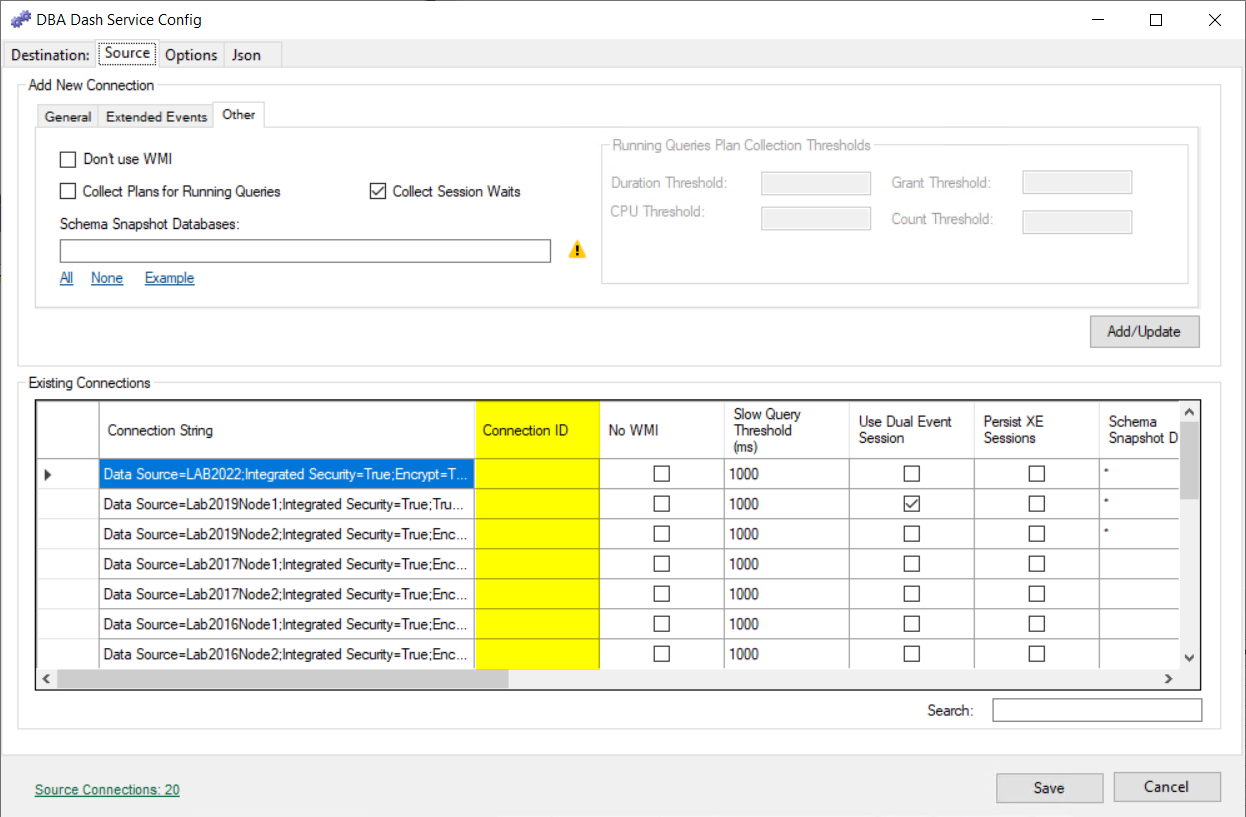 DBA Dash Service Config
Destination: Source Options Json
Add New Connection
General Extended Events Other
Don't use WMI
Collect Plans for Running Queries
Collect Session Waits
Schema Snapshot Databases:
All None Example
Running Queries Plan Collection Thresholds
Duration Threshold:
Grant Threshold:
CPU Threshold:
Count Threshold:
Add/Update
Existing Connections
Connection String
Connection ID
No WMI
Slow Query
Threshold
(ms)
Use Dual Event
Session
Persist XE
Sessions
Schema
Snapshot D
Data Source=LAB2022;Integrated Security=True;Encrypt=T... 1000 *
Data Source=Lab2019Node1;Integrated Security=True;Tru... 1000 *
Data Source=Lab2019Node2;Integrated Security=True;Enc... 1000 *
Data Source=Lab2017Node1;Integrated Security=True;Enc... 1000
Data Source=Lab2017Node2;Integrated Security=True;Enc... 1000
Data Source=Lab2016Node1;Integrated Security=True;Enc... 1000
Data Source=Lab2016Node2;Integrated Security=True;Enc... 1000
Search:
Source Connections: 20
Save
Cancel